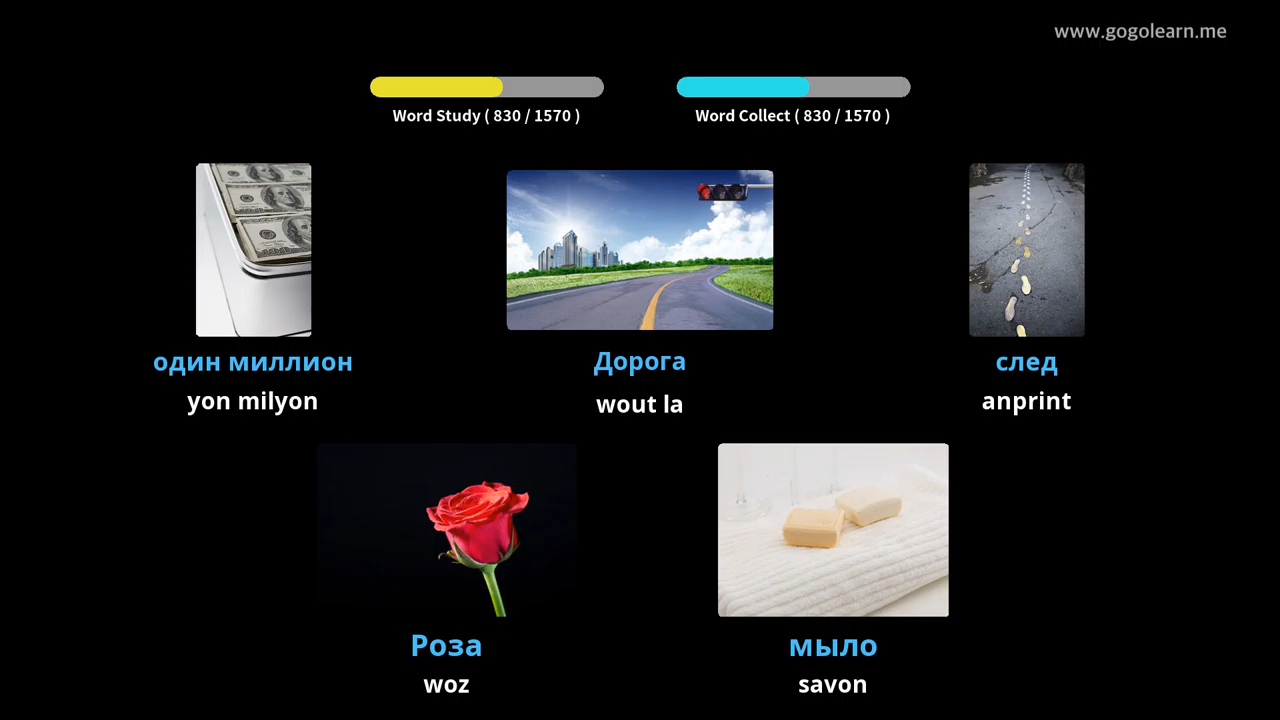 www.gogolearn.me
Word Study ( 830 / 1570 )
Word Collect ( 830 / 1570 )
один миллион
yon milyon
Дорога
wout la
след
anprint
Роза
woz
мыло
savon